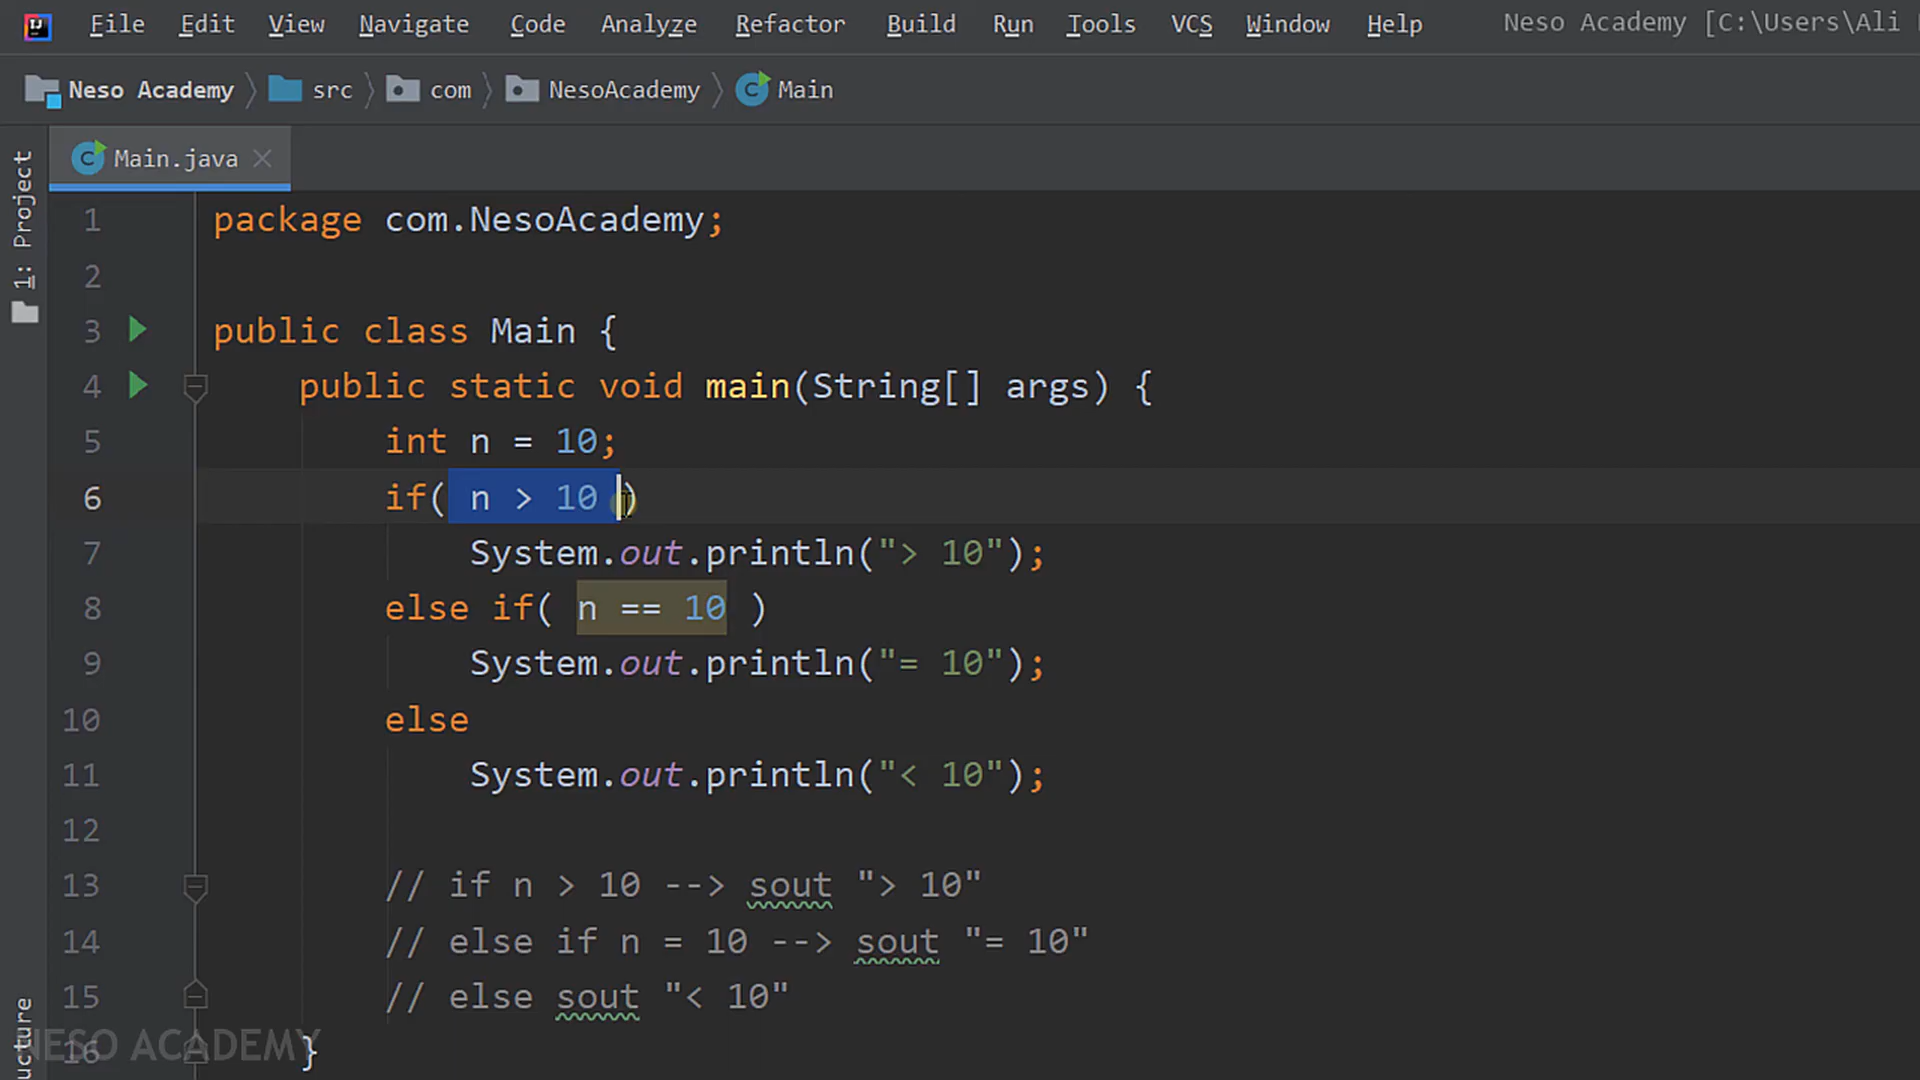 File Edit View Navigate Code Analyze Refactor Build Run Tools VCS Window Help Neso Academy [C:\Users\Ali
Neso Academy src com NesoAcademy Main
Main.java
1: Project
1 package com.NesoAcademy;
2
3 public class Main {
4 public static void main(String[] args) {
5 int n = 10;
6 if( n > 10 )
7 System.out.println("> 10");
8 else if( n == 10 )
9 System.out.println("= 10");
10 else
11 System.out.println("< 10");
12
13 // if n > 10 --> sout "> 10"
14 // else if n = 10 --> sout "= 10"
15 // else sout "< 10"
16 }
ucture
NESO ACADEMY